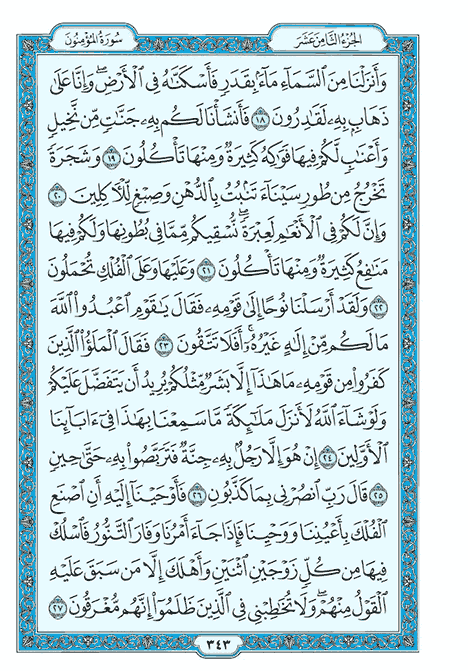 الجزء الثامن عشر
سورة المؤمنون
وَأَنزَلْنَا مِنَ السَّمَآءِ مَآءًۢ بِقَدَرٍ فَأَسْكَنَّٰهُ فِى ٱلْأَرْضِ ۖ وَإِنَّا عَلَىٰ
ذَهَابٍۭ بِهِۦ لَقَٰدِرُونَ ١٨ فَأَنشَأْنَا لَكُم بِهِۦ جَنَّٰتٍ مِّن نَّخِيلٍ
وَأَعْنَٰبٍ لَّكُمْ فِيهَا فَوَٰكِهُ كَثِيرَةٌ وَمِنْهَا تَأْكُلُونَ ١٩ وَشَجَرَةً
تَخْرُجُ مِن طُورِ سَيْنَآءَ تَنۢبُتُ بِٱلدُّهْنِ وَصِبْغٍ لِّلْءَاكِلِينَ ٢٠
وَإِنَّ لَكُمْ فِى ٱلْأَنْعَٰمِ لَعِبْرَةً ۖ نُّسْقِيكُم مِّمَّا فِى بُطُونِهَا وَلَكُمْ فِيهَا
مَنَٰفِعُ كَثِيرَةٌ وَمِنْهَا تَأْكُلُونَ ٢١ وَعَلَيْهَا وَعَلَى ٱلْفُلْكِ تُحْمَلُونَ
٢٢ وَلَقَدْ أَرْسَلْنَا نُوحًا إِلَىٰ قَوْمِهِۦ فَقَالَ يَٰقَوْمِ ٱعْبُدُوا۟ ٱللَّهَ
مَا لَكُم مِّنْ إِلَٰهٍ غَيْرُهُۥٓ ۖ أَفَلَا تَتَّقُونَ ٢٣ فَقَالَ ٱلْمَلَؤُا۟ ٱلَّذِينَ
كَفَرُوا۟ مِن قَوْمِهِۦ مَا هَٰذَآ إِلَّا بَشَرٌ مِّثْلُكُمْ يُرِيدُ أَن يَتَفَضَّلَ عَلَيْكُمْ
وَلَوْ شَآءَ ٱللَّهُ لَأَنزَلَ مَلَٰٓئِكَةً مَّا سَمِعْنَا بِهَٰذَا فِىٓ ءَابَآئِنَا
ٱلْأَوَّلِينَ ٢٤ إِنْ هُوَ إِلَّا رَجُلٌۢ بِهِۦ جِنَّةٌ فَتَرَبَّصُوا۟ بِهِۦ حَتَّىٰ حِينٍ
٢٥ قَالَ رَبِّ ٱنصُرْنِى بِمَا كَذَّبُونِ ٢٦ فَأَوْحَيْنَآ إِلَيْهِ أَنِ ٱصْنَعِ
ٱلْفُلْكَ بِأَعْيُنِنَا وَوَحْيِنَا فَإِذَا جَآءَ أَمْرُنَا وَفَارَ ٱلتَّنُّورُ ۙ فَٱسْلُكْ
فِيهَا مِن كُلٍّ زَوْجَيْنِ ٱثْنَيْنِ وَأَهْلَكَ إِلَّا مَن سَبَقَ عَلَيْهِ
ٱلْقَوْلُ مِنْهُمْ ۖ وَلَا تُخَٰطِبْنِى فِى ٱلَّذِينَ ظَلَمُوٓا۟ ۖ إِنَّهُم مُّغْرَقُونَ ٢٧
٣٤٣